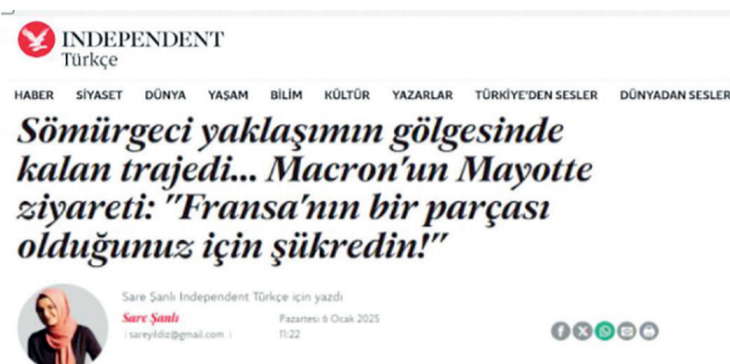 INDEPENDENT
Türkçe
HABER SİYASET DÜNYA YAŞAM BİLİM KÜLTÜR YAZARLAR TÜRKİYE'DEN SESLER DÜNYADAN SESLER
Sömürgeci yaklaşımın gölgesinde
kalan trajedi... Macron'un Mayotte
ziyareti: "Fransa'nın bir parçası
olduğunuz için şükredin!"
Sare Şanlı Independent Türkçe için yazdı
Sare Şanlı
sareyildiz@gmail.com
Pazartesi 6 Ocak 2025
11:22